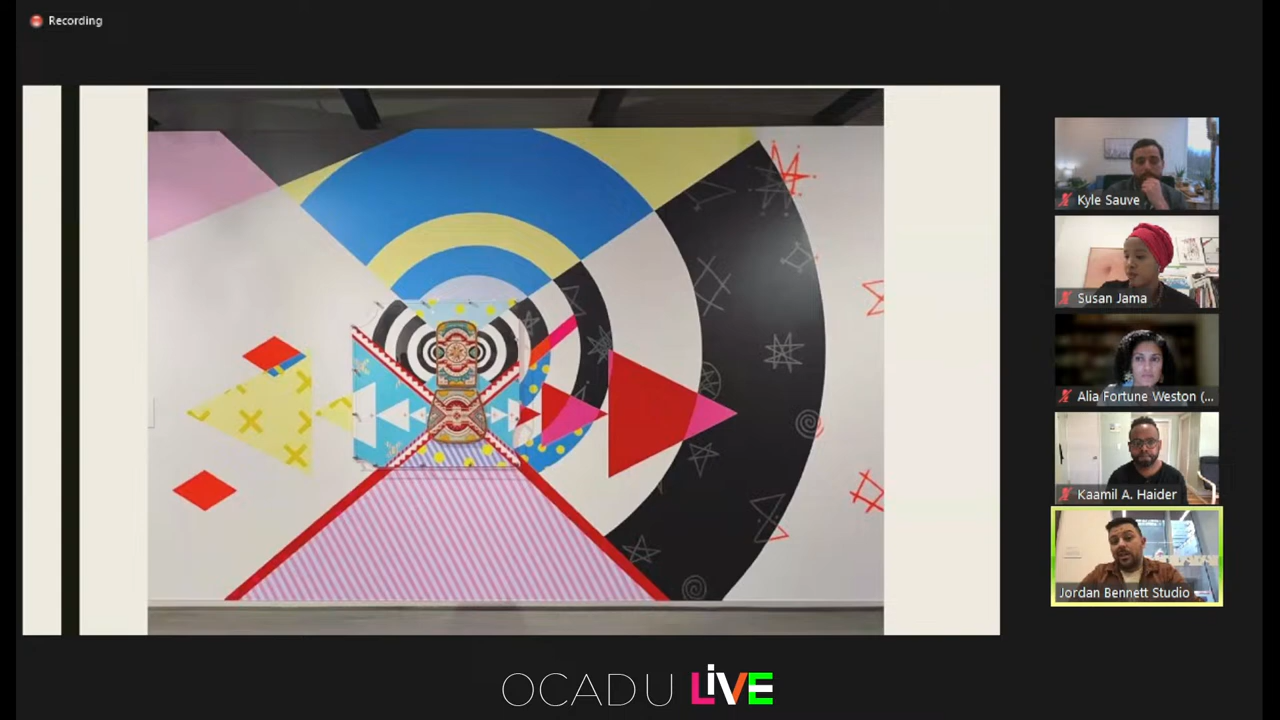 Recording
Kyle Sauve
Susan Jama
Alia Fortune Weston (...
Kaamil A. Haider
Jordan Bennett Studio
OCADU LiVE